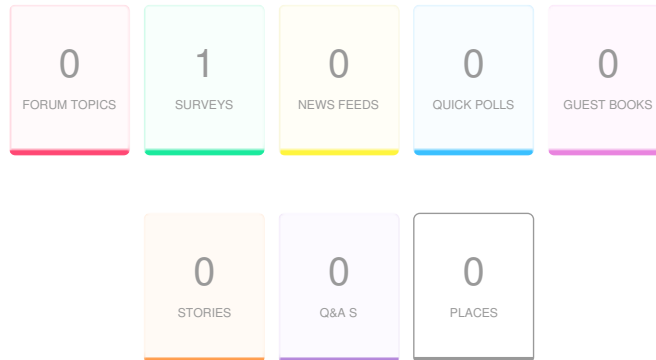 0 1 0 0 0
FORUM TOPICS SURVEYS NEWS FEEDS QUICK POLLS GUEST BOOKS
0 0 0
STORIES Q&A S PLACES